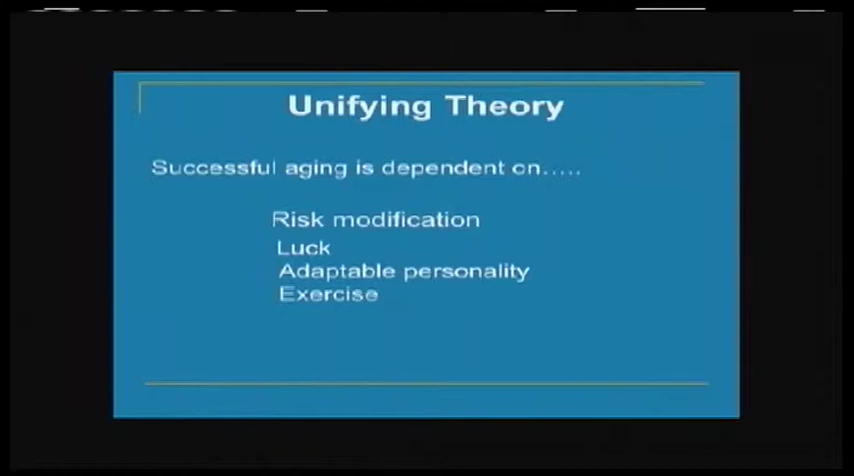 Unifying Theory
Successful aging is dependent on.....
Risk modification
Luck
Adaptable personality
Exercise